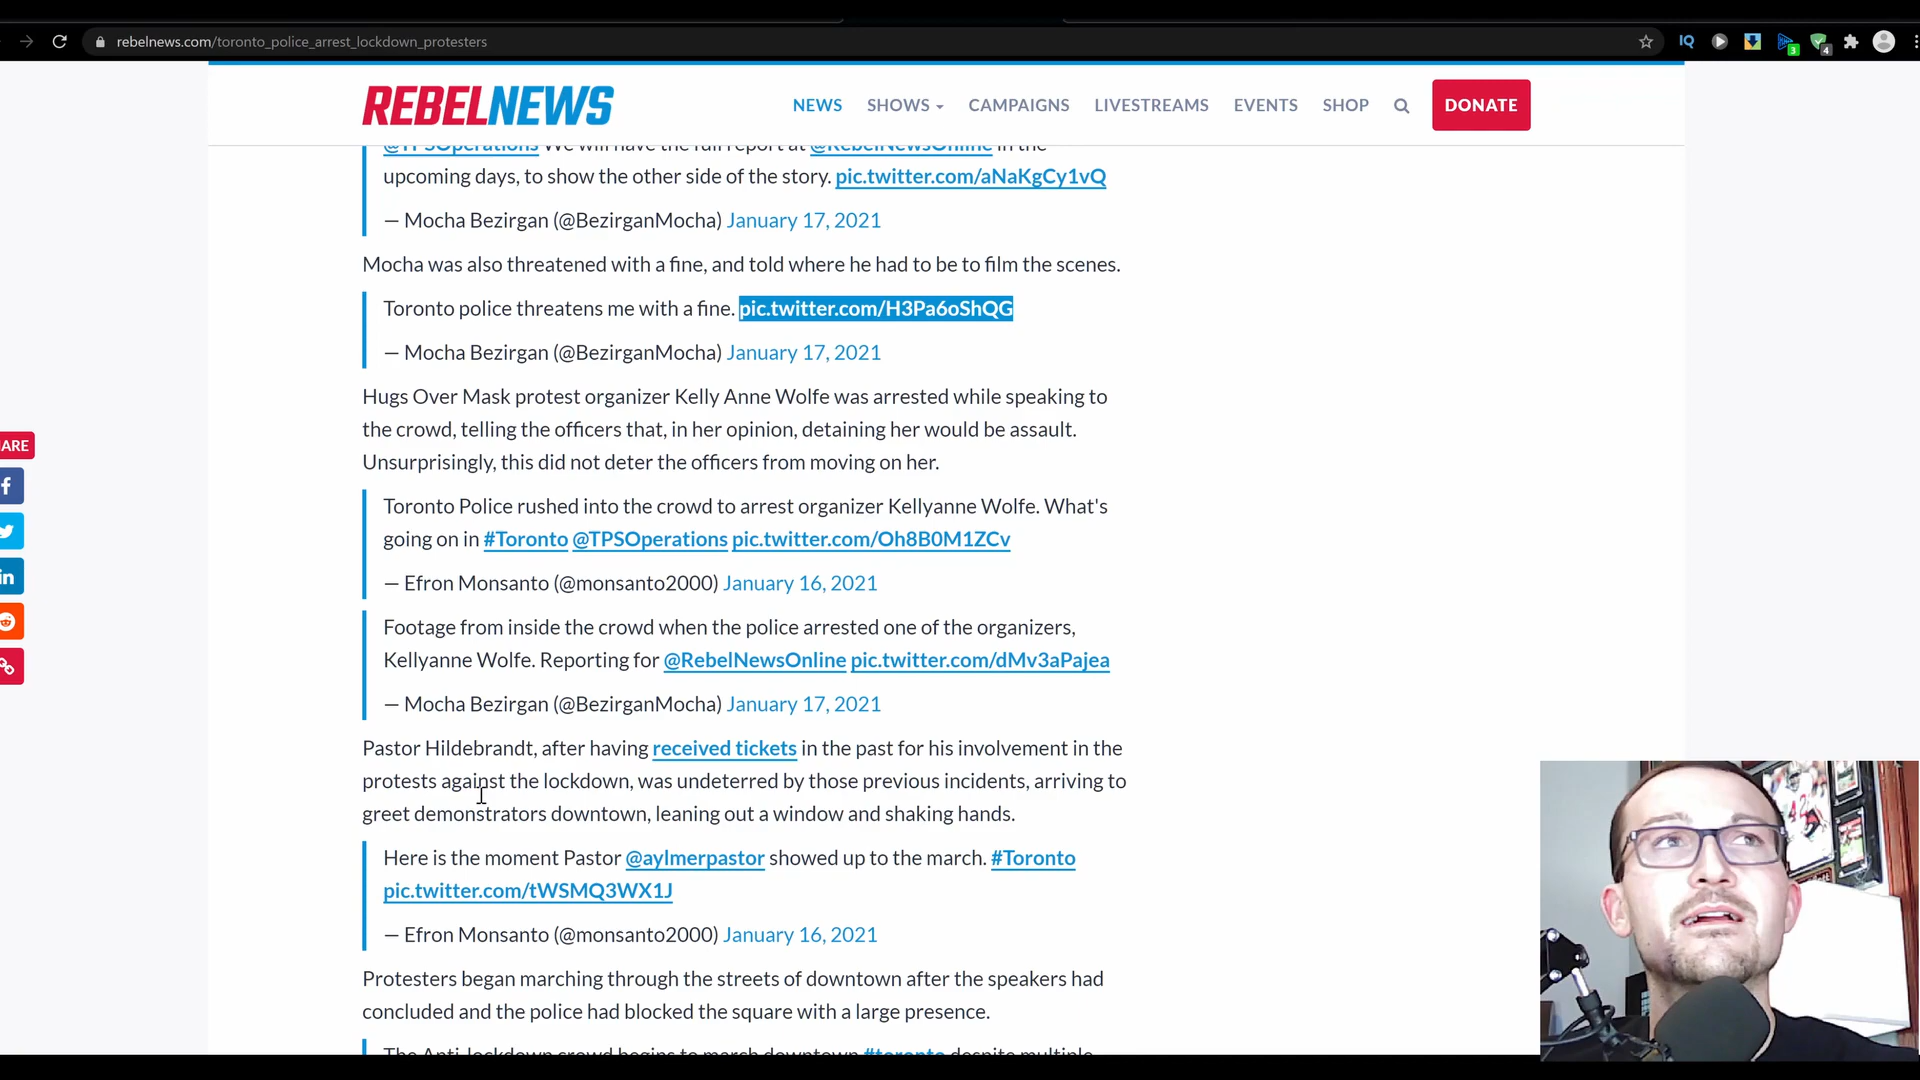 rebelnews.com/toronto_police_arrest_lockdown_protesters
IQ
3
4
REBELNEWS
NEWS
SHOWS
CAMPAIGNS
LIVESTREAMS
EVENTS
SHOP
DONATE
@TPSOperations We will have the full report at @RebelNewsOnline in the
upcoming days, to show the other side of the story. pic.twitter.com/aNaKgCy1vQ
— Mocha Bezirgan (@BezirganMocha) January 17, 2021
Mocha was also threatened with a fine, and told where he had to be to film the scenes.
Toronto police threatens me with a fine. pic.twitter.com/H3Pa6oShQG
— Mocha Bezirgan (@BezirganMocha) January 17, 2021
Hugs Over Mask protest organizer Kelly Anne Wolfe was arrested while speaking to
the crowd, telling the officers that, in her opinion, detaining her would be assault.
Unsurprisingly, this did not deter the officers from moving on her.
ARE
Toronto Police rushed into the crowd to arrest organizer Kellyanne Wolfe. What's
going on in #Toronto @TPSOperations pic.twitter.com/Oh8B0M1ZCv
— Efron Monsanto (@monsanto2000) January 16, 2021
Footage from inside the crowd when the police arrested one of the organizers,
Kellyanne Wolfe. Reporting for @RebelNewsOnline pic.twitter.com/dMv3aPajea
— Mocha Bezirgan (@BezirganMocha) January 17, 2021
Pastor Hildebrandt, after having received tickets in the past for his involvement in the
protests against the lockdown, was undeterred by those previous incidents, arriving to
greet demonstrators downtown, leaning out a window and shaking hands.
Here is the moment Pastor @aylmerpastor showed up to the march. #Toronto
pic.twitter.com/tWSMQ3WX1J
— Efron Monsanto (@monsanto2000) January 16, 2021
Protesters began marching through the streets of downtown after the speakers had
concluded and the police had blocked the square with a large presence.
The Anti-lockdown crowd begins to march downtown #toronto despite multiple